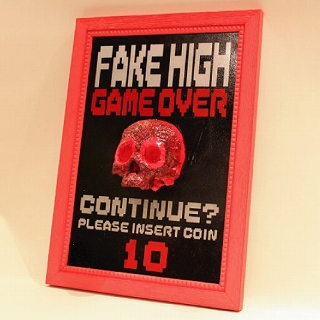 FAKE HIGH
GAME OVER
CONTINUE?
PLEASE INSERT COIN
10